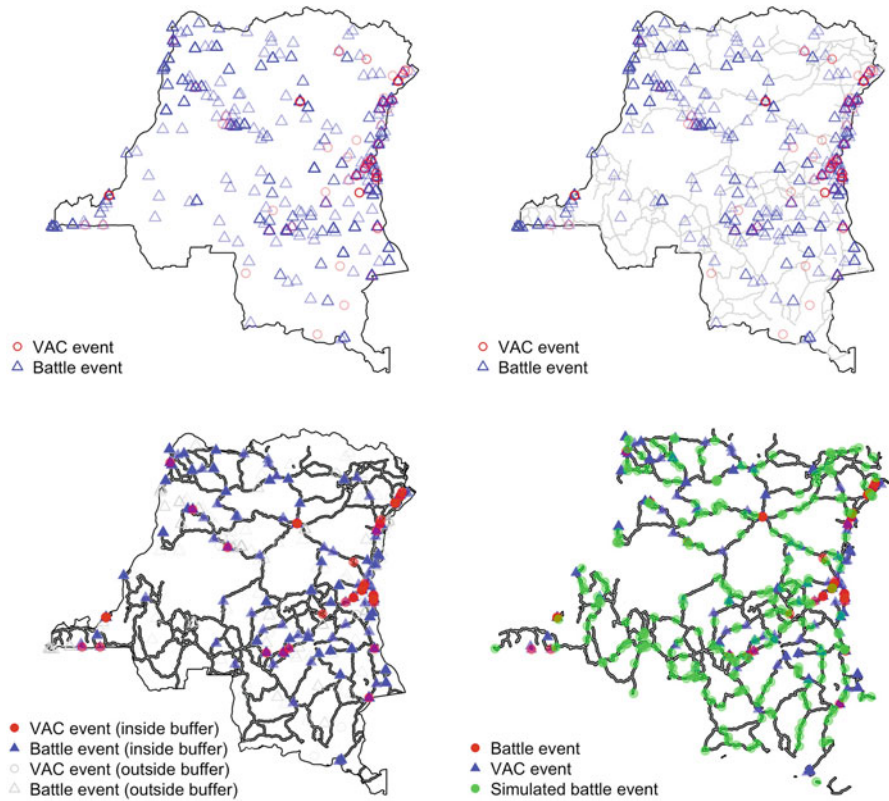 VAC event
Battle event
VAC event
Battle event
VAC event (inside buffer)
Battle event (inside buffer)
VAC event (outside buffer)
Battle event (outside buffer)
Battle event
VAC event
Simulated battle event